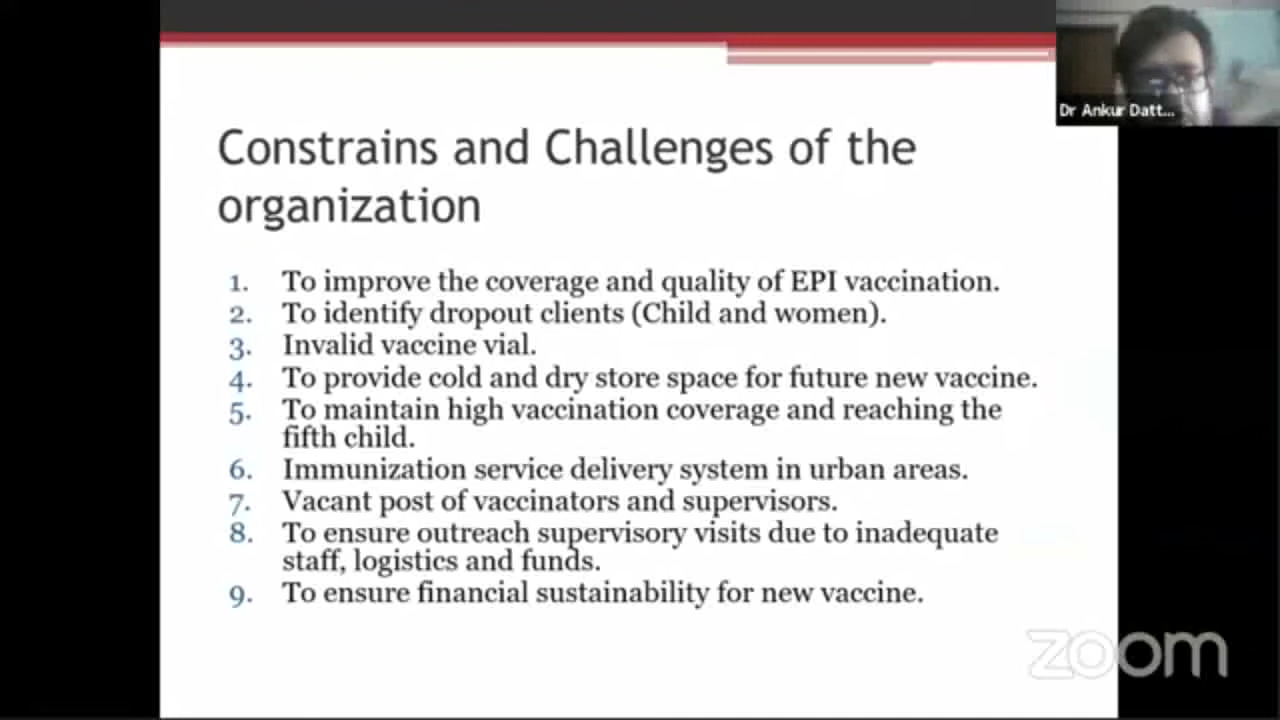 Dr Ankur Datt...
Constrains and Challenges of the
organization
1. To improve the coverage and quality of EPI vaccination.
2. To identify dropout clients (Child and women).
3. Invalid vaccine vial.
4. To provide cold and dry store space for future new vaccine.
5. To maintain high vaccination coverage and reaching the
fifth child.
6. Immunization service delivery system in urban areas.
7. Vacant post of vaccinators and supervisors.
8. To ensure outreach supervisory visits due to inadequate
staff, logistics and funds.
9. To ensure financial sustainability for new vaccine.
zoom